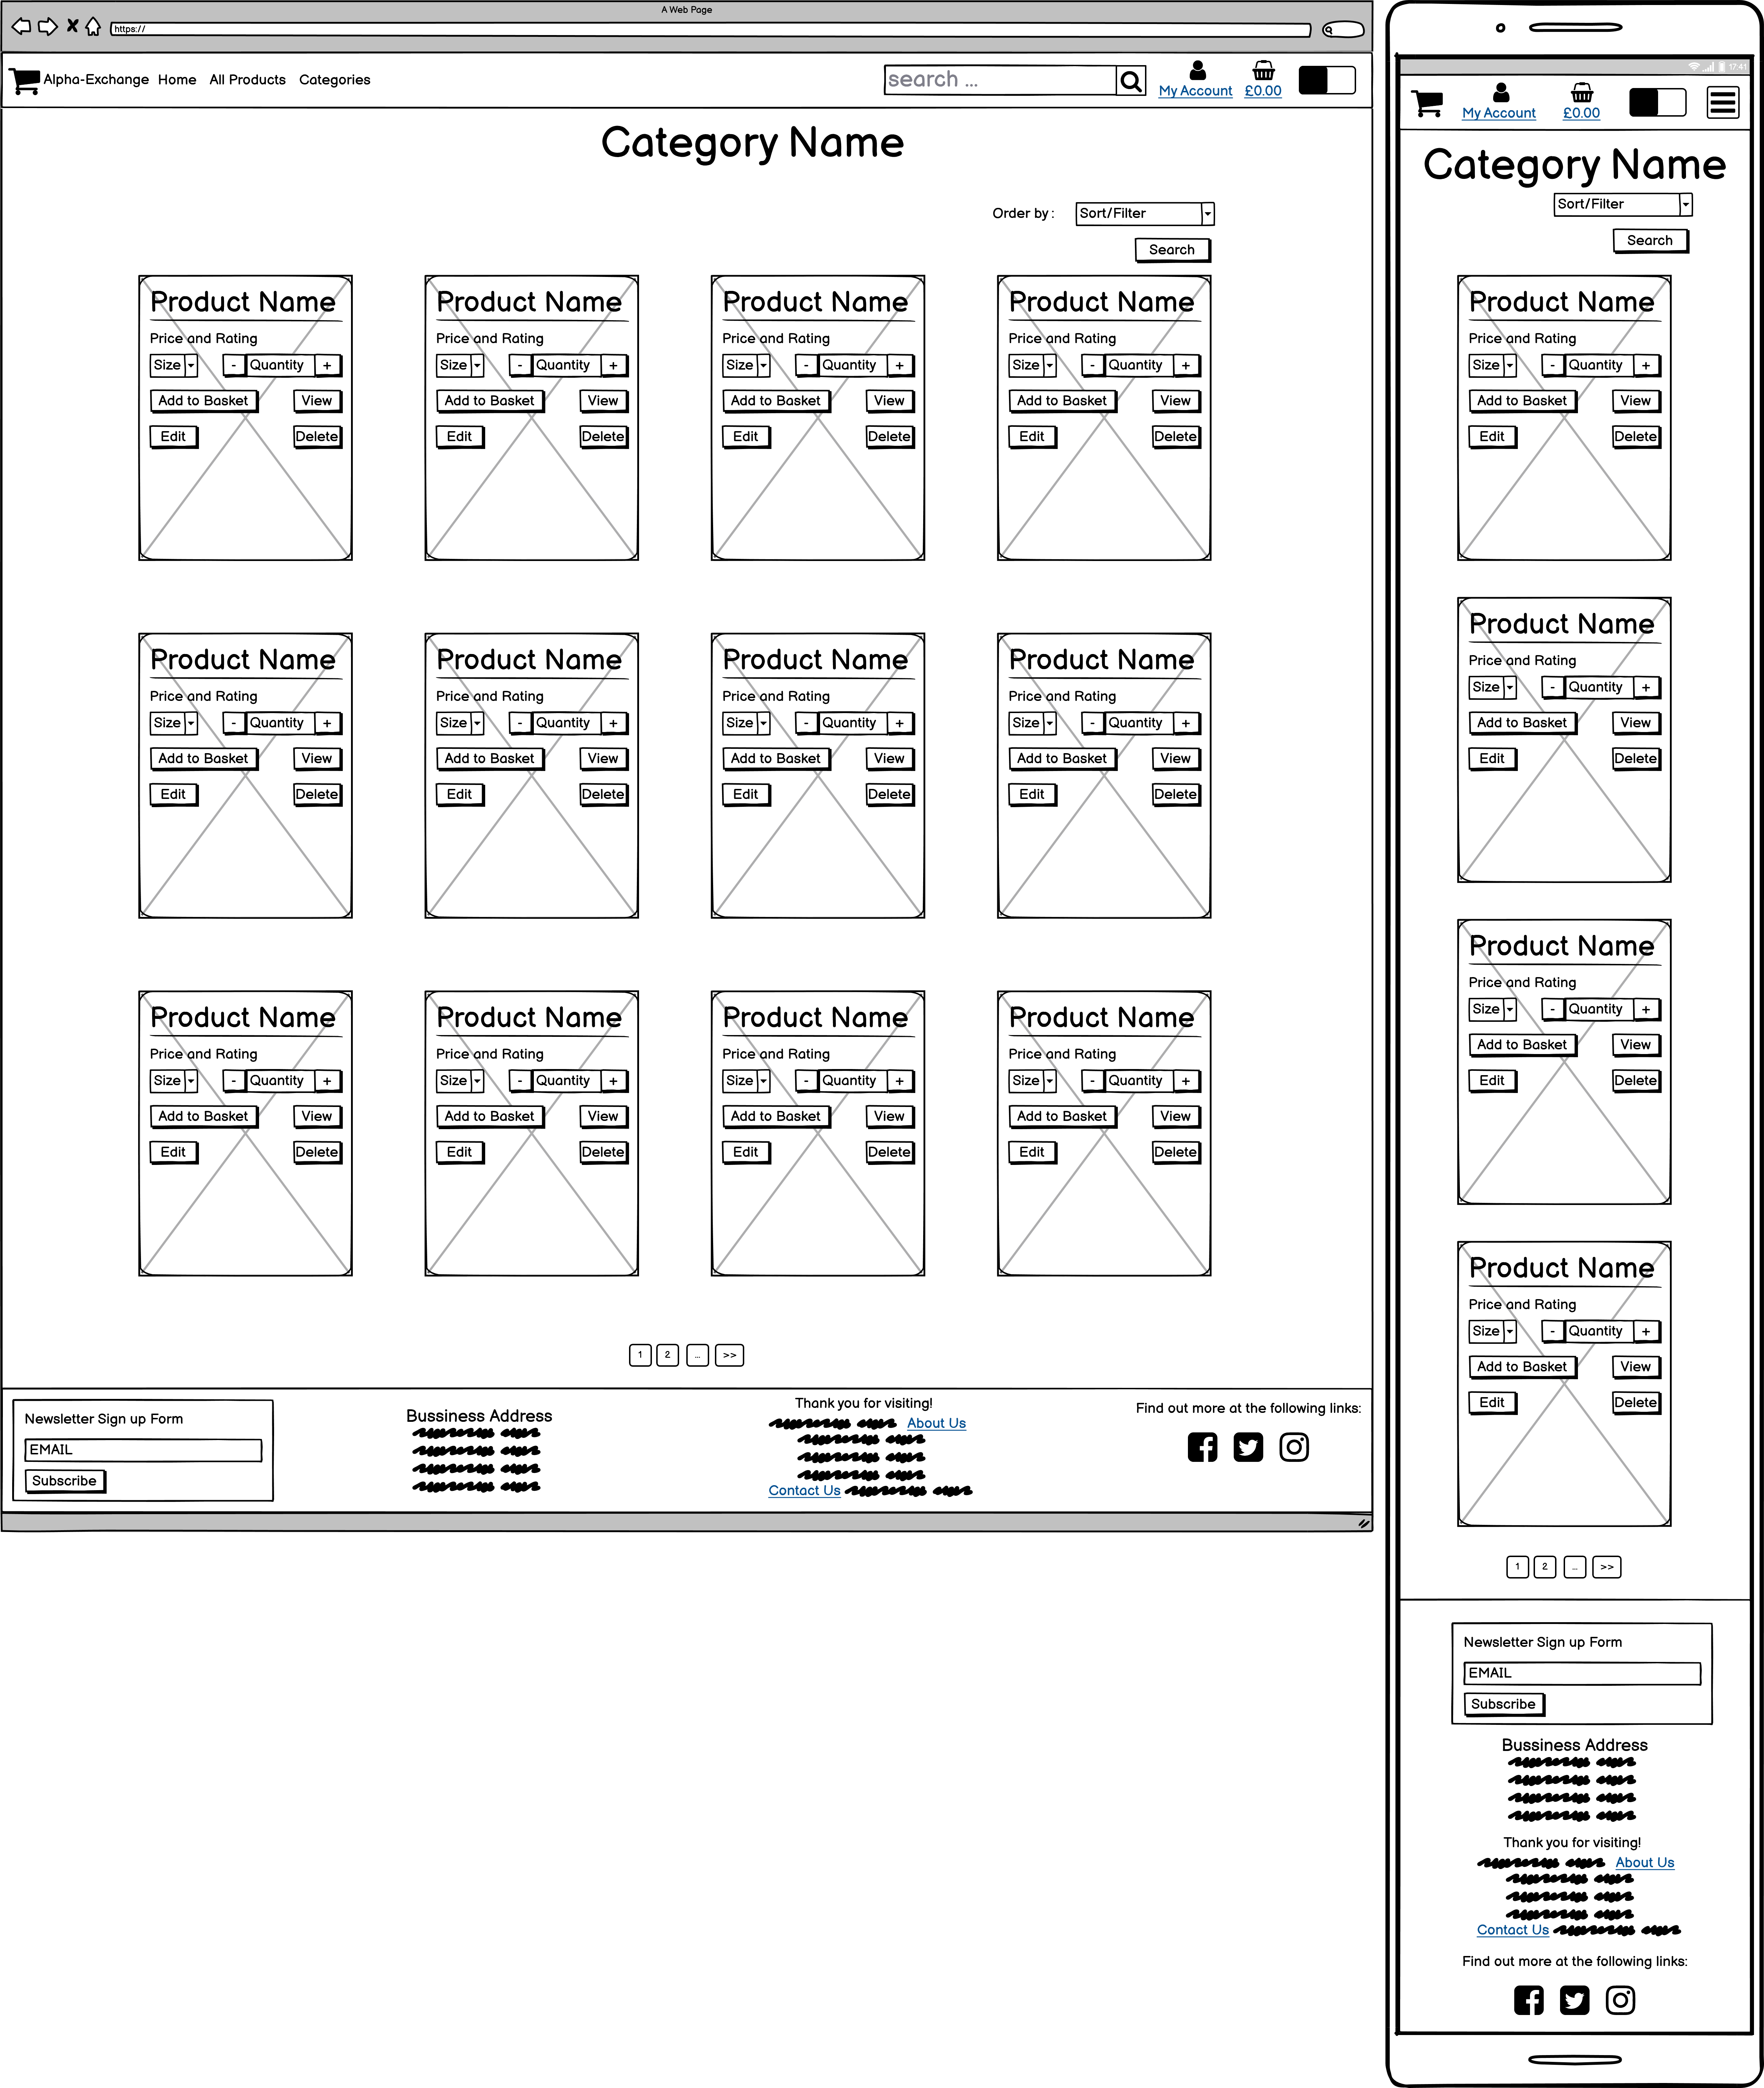 A Web Page
https://
Alpha-Exchange Home All Products Categories search ... My Account £0.00
Category Name
Order by : Sort/Filter
Search
Product Name Product Name Product Name Product Name
Price and Rating Price and Rating Price and Rating Price and Rating
Size - Quantity + Size - Quantity + Size - Quantity + Size - Quantity +
Add to Basket View Add to Basket View Add to Basket View Add to Basket View
Edit Delete Edit Delete Edit Delete Edit Delete
Product Name Product Name Product Name Product Name
Price and Rating Price and Rating Price and Rating Price and Rating
Size - Quantity + Size - Quantity + Size - Quantity + Size - Quantity +
Add to Basket View Add to Basket View Add to Basket View Add to Basket View
Edit Delete Edit Delete Edit Delete Edit Delete
Product Name Product Name Product Name Product Name
Price and Rating Price and Rating Price and Rating Price and Rating
Size - Quantity + Size - Quantity + Size - Quantity + Size - Quantity +
Add to Basket View Add to Basket View Add to Basket View Add to Basket View
Edit Delete Edit Delete Edit Delete Edit Delete
1 2 ... >>
Newsletter Sign up Form
EMAIL
Subscribe
Bussiness Address
Thank you for visiting!
About Us
Contact Us
Find out more at the following links:
17:41
My Account £0.00
Category Name
Sort/Filter
Search
Product Name
Price and Rating
Size - Quantity +
Add to Basket View
Edit Delete
Product Name
Price and Rating
Size - Quantity +
Add to Basket View
Edit Delete
Product Name
Price and Rating
Size - Quantity +
Add to Basket View
Edit Delete
Product Name
Price and Rating
Size - Quantity +
Add to Basket View
Edit Delete
1 2 ... >>
Newsletter Sign up Form
EMAIL
Subscribe
Bussiness Address
Thank you for visiting!
About Us
Contact Us
Find out more at the following links: